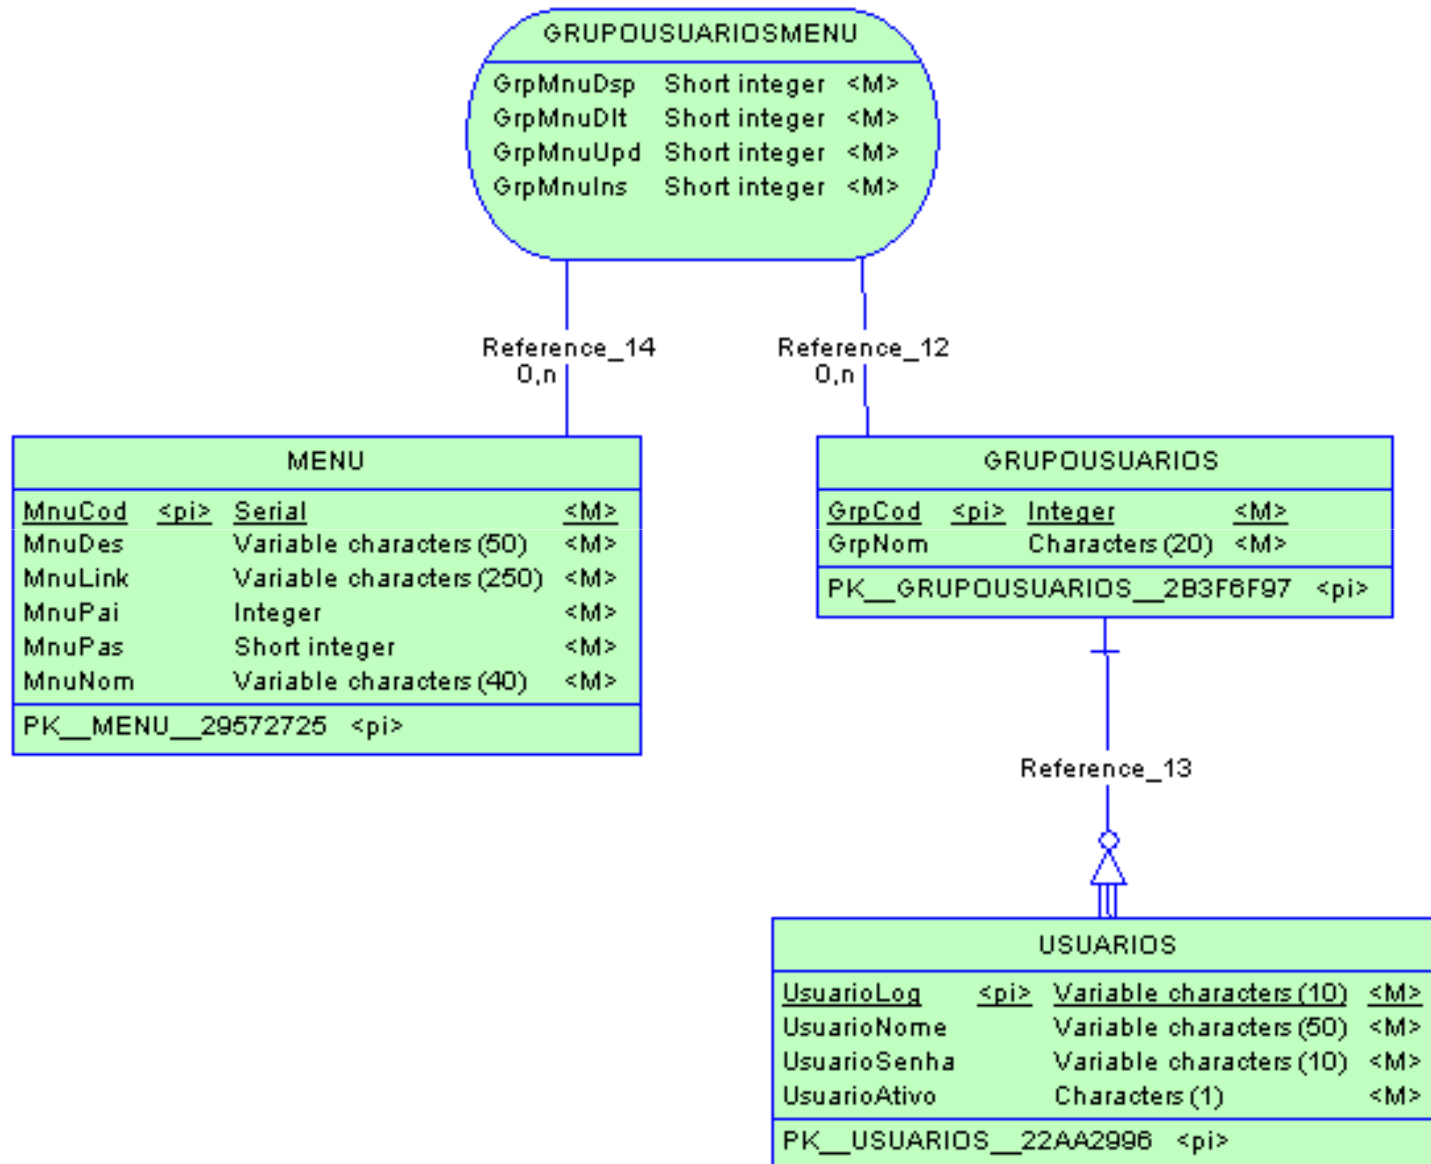 GRUPOUSUARIOSMENU
GrpMnuDsp Short integer <M>
GrpMnuDlt Short integer <M>
GrpMnuUpd Short integer <M>
GrpMnuIns Short integer <M>
Reference_14
0,n
Reference_12
0,n
MENU
MnuCod <pi> Serial <M>
MnuDes Variable characters (50) <M>
MnuLink Variable characters (250) <M>
MnuPai Integer <M>
MnuPas Short integer <M>
MnuNom Variable characters (40) <M>
PK__MENU__29572725 <pi>
GRUPOUSUARIOS
GrpCod <pi> Integer <M>
GrpNom Characters (20) <M>
PK__GRUPOUSUARIOS__2B3F6F97 <pi>
Reference_13
USUARIOS
UsuarioLog <pi> Variable characters (10) <M>
UsuarioNome Variable characters (50) <M>
UsuarioSenha Variable characters (10) <M>
UsuarioAtivo Characters (1) <M>
PK__USUARIOS__22AA2996 <pi>